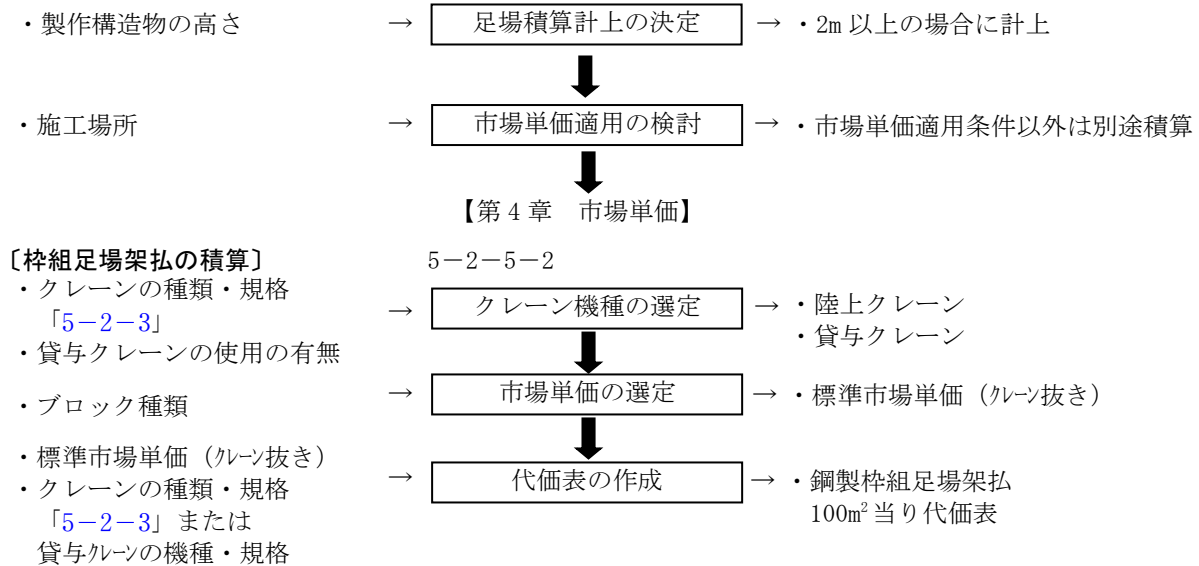 ・製作構造物の高さ → 足場積算計上の決定 → ・2m 以上の場合に計上
・施工場所 → 市場単価適用の検討 → ・市場単価適用条件以外は別途積算
【第４章　市場単価】
〔枠組足場架払の積算〕 5－2－5－2
・クレーンの種類・規格
「5－2－3」
・貸与クレーンの使用の有無
→ クレーン機種の選定 → ・陸上クレーン
・貸与クレーン
・ブロック種類 → 市場単価の選定 → ・標準市場単価（ｸﾚｰﾝ抜き）
・標準市場単価（ｸﾚｰﾝ抜き）
・クレーンの種類・規格
「5－2－3」または
貸与ｸﾚｰﾝの機種・規格
→ 代価表の作成 → ・鋼製枠組足場架払
100m²当り代価表